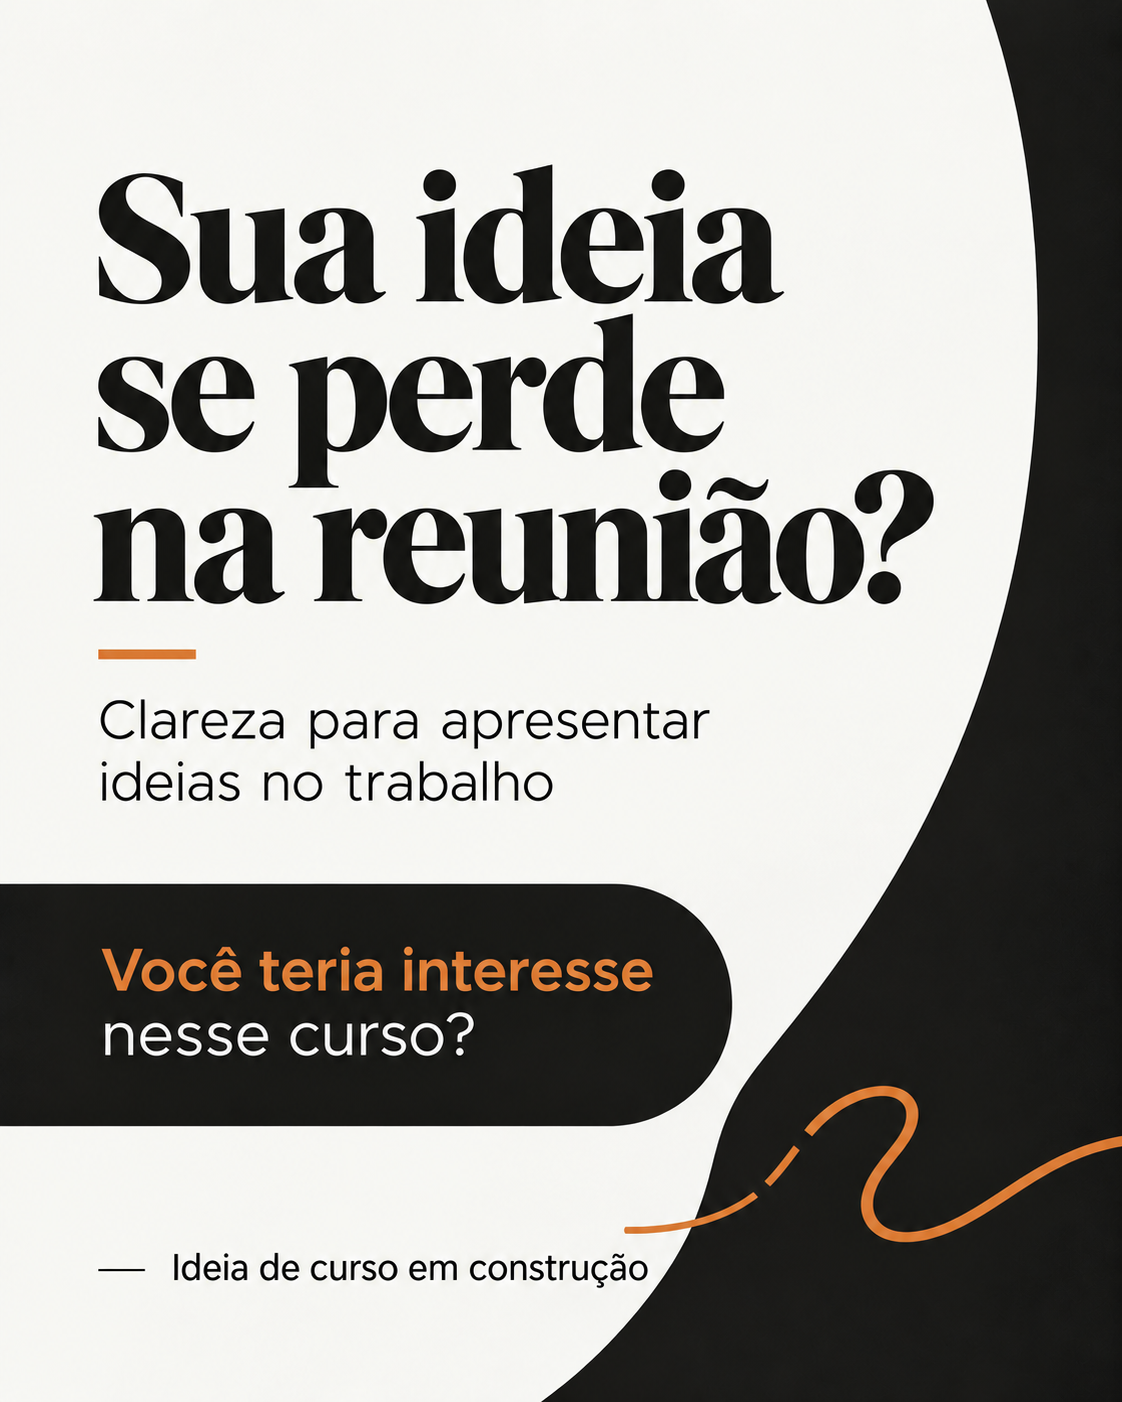 Sua ideia
se perde
na reunião?
Clareza para apresentar
ideias no trabalho
Você teria interesse
nesse curso?
Ideia de curso em construção